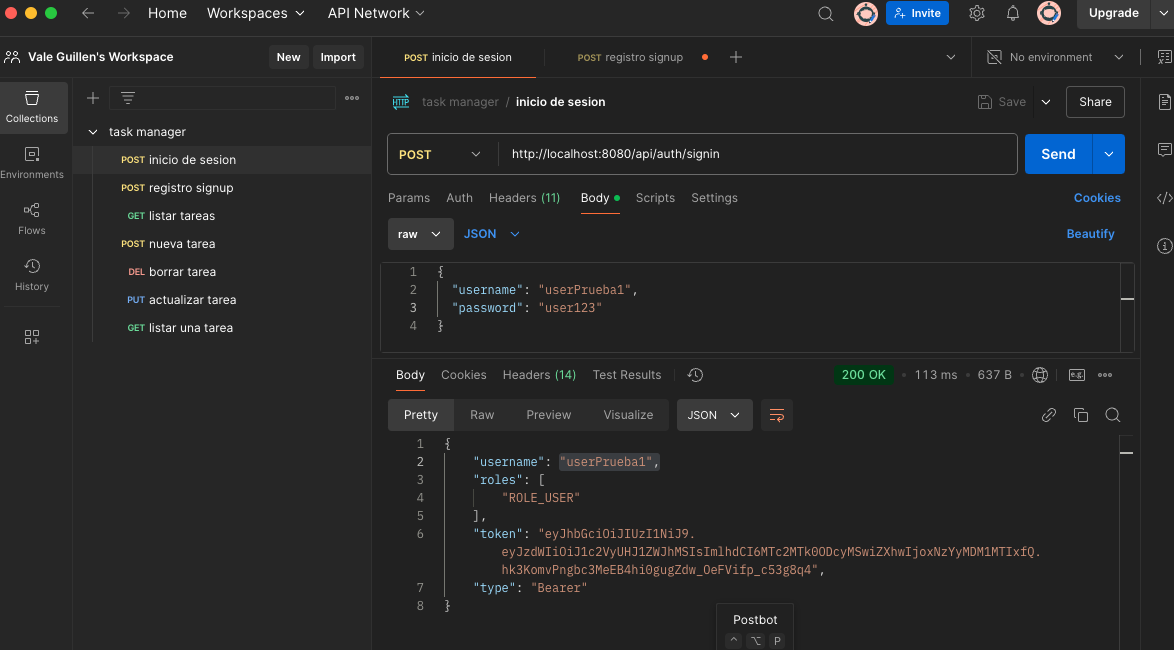 Home Workspaces API Network Invite Upgrade
Vale Guillen's Workspace New Import POST inicio de sesion POST registro signup No environment
Collections
Environments
Flows
History
task manager
POST inicio de sesion
POST registro signup
GET listar tareas
POST nueva tarea
DEL borrar tarea
PUT actualizar tarea
GET listar una tarea
HTTP task manager / inicio de sesion Save Share
POST http://localhost:8080/api/auth/signin Send
Params Auth Headers (11) Body Scripts Settings Cookies
raw JSON Beautify
1 {
2 "username": "userPrueba1",
3 "password": "user123"
4 }
Body Cookies Headers (14) Test Results 200 OK 113 ms 637 B e.g.
Pretty Raw Preview Visualize JSON
1 {
2 "username": "userPrueba1",
3 "roles": [
4 "ROLE_USER"
5 ],
6 "token": "eyJhbGciOiJIUzI1NiJ9.
eyJzdWIiOiJ1c2VyUHJ1ZWJhMSIsImlhdCI6MTc2MTk0ODcyMSwiZXhwIjoxNzYyMDM1MTIxfQ.
hk3KomvPngbc3MeEB4hi0gugZdw_OeFVifp_c53g8q4",
7 "type": "Bearer"
8 }
Postbot
^ ⌥ P